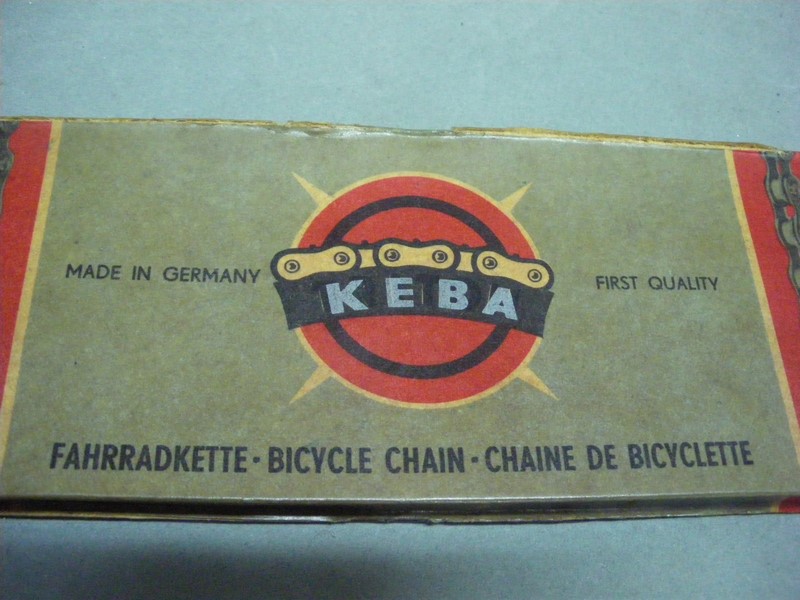 MADE IN GERMANY
KEBA
FIRST QUALITY
FAHRRADKETTE · BICYCLE CHAIN · CHAINE DE BICYCLETTE